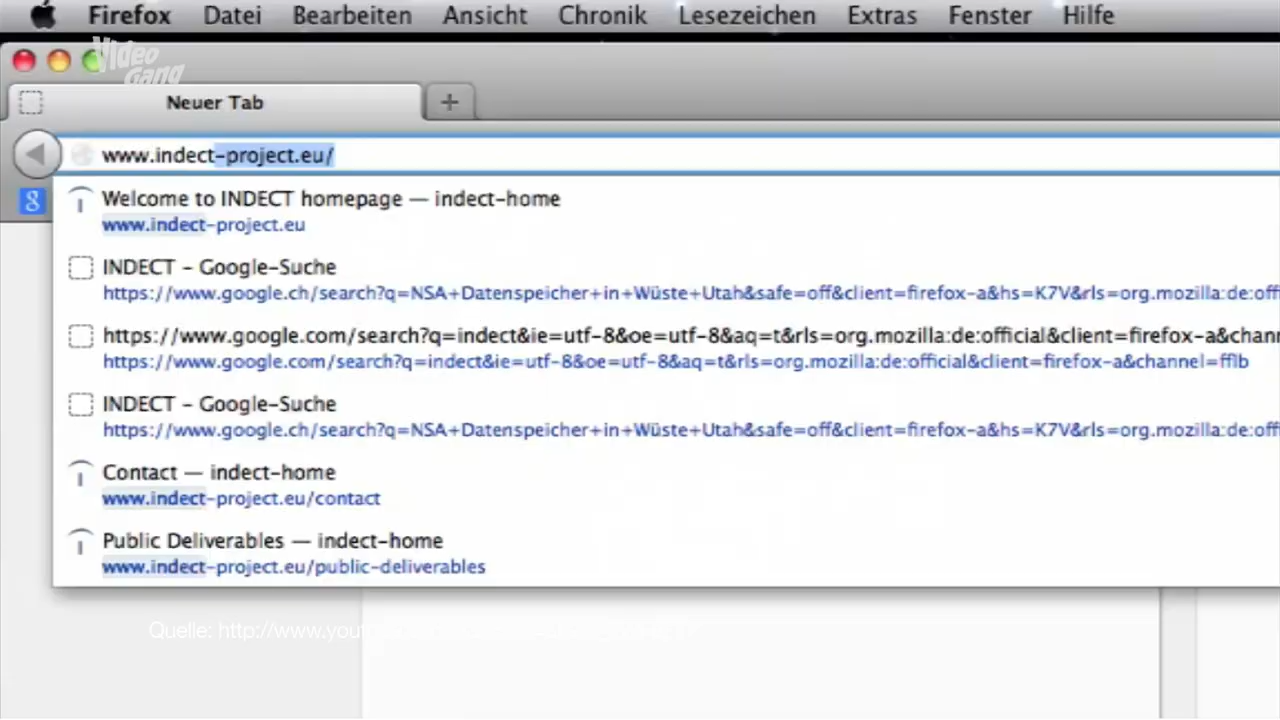 Firefox Datei Bearbeiten Ansicht Chronik Lesezeichen Extras Fenster Hilfe
Video
Gang
Neuer Tab
www.indect-project.eu/
Welcome to INDECT homepage — indect-home
www.indect-project.eu
INDECT - Google-Suche
https://www.google.ch/search?q=NSA+Datenspeicher+in+Wüste+Utah&safe=off&client=firefox-a&hs=K7V&rls=org.mozilla:de:offi
https://www.google.com/search?q=indect&ie=utf-8&oe=utf-8&aq=t&rls=org.mozilla:de:official&client=firefox-a&chann
https://www.google.com/search?q=indect&ie=utf-8&oe=utf-8&aq=t&rls=org.mozilla:de:official&client=firefox-a&channel=fflb
INDECT - Google-Suche
https://www.google.ch/search?q=NSA+Datenspeicher+in+Wüste+Utah&safe=off&client=firefox-a&hs=K7V&rls=org.mozilla:de:offi
Contact — indect-home
www.indect-project.eu/contact
Public Deliverables — indect-home
www.indect-project.eu/public-deliverables
Quelle: